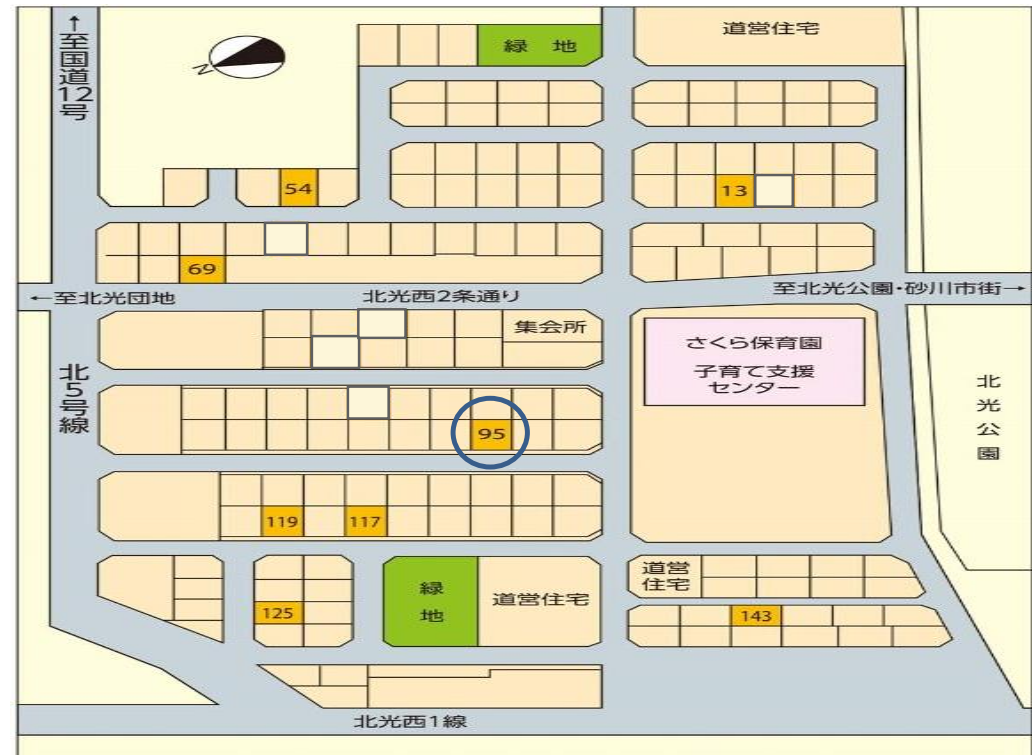 ↑至国道12号
緑 地
道営住宅
N
54
13
69
←至北光団地
北光西2条通り
至北光公園・砂川市街→
集会所
さくら保育園
子育て支援
センター
北5号線
北光公園
95
119
117
緑地
道営住宅
道営
住宅
125
143
北光西1線